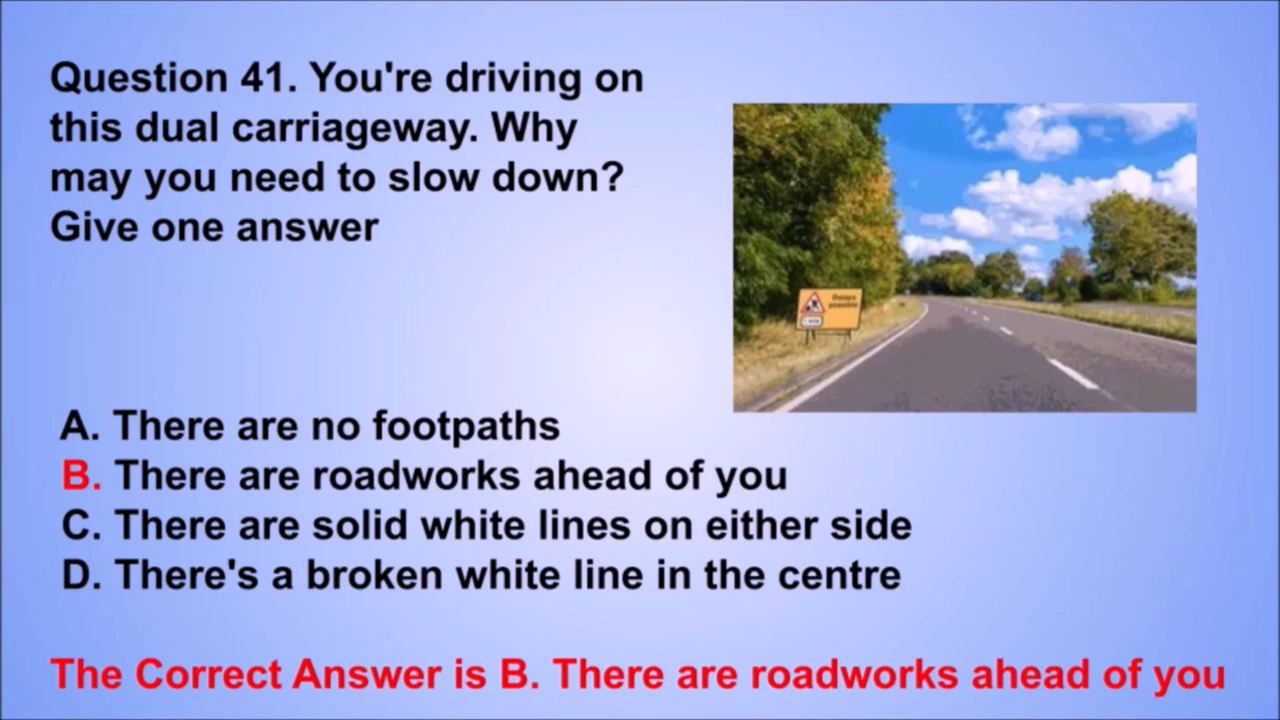 Question 41. You're driving on
this dual carriageway. Why
may you need to slow down?
Give one answer
Delays
possible
A. There are no footpaths
B. There are roadworks ahead of you
C. There are solid white lines on either side
D. There's a broken white line in the centre
The Correct Answer is B. There are roadworks ahead of you